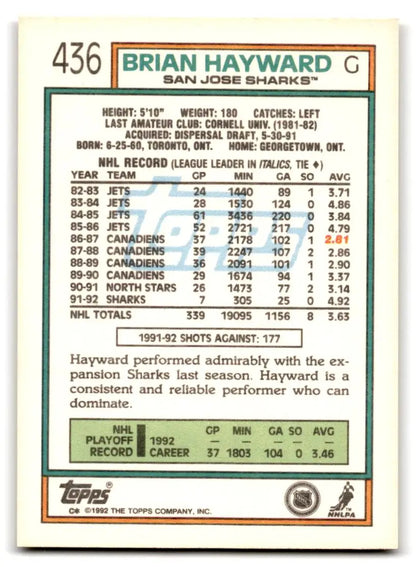 436 BRIAN HAYWARD G
SAN JOSE SHARKS™
HEIGHT: 5'10" WEIGHT: 180 CATCHES: LEFT
LAST AMATEUR CLUB: CORNELL UNIV. (1981-82)
ACQUIRED: DISPERSAL DRAFT, 5-30-91
BORN: 6-25-60, TORONTO, ONT. HOME: GEORGETOWN, ONT.
NHL RECORD (LEAGUE LEADER IN ITALICS, TIE ♦)
YEAR TEAM GP MIN GA SO AVG
82-83 JETS 24 1440 89 1 3.71
83-84 JETS 28 1530 124 0 4.86
84-85 JETS 61 3436 220 0 3.84
85-86 JETS 52 2721 217 0 4.79
86-87 CANADIENS 37 2178 102 1 2.81
87-88 CANADIENS 39 2247 107 2 2.86
88-89 CANADIENS 36 2091 101 1 2.90
89-90 CANADIENS 29 1674 94 1 3.37
90-91 NORTH STARS 26 1473 77 2 3.14
91-92 SHARKS 7 305 25 0 4.92
NHL TOTALS 339 19095 1156 8 3.63
topps
1991-92 SHOTS AGAINST: 177
Hayward performed admirably with the ex-
pansion Sharks last season. Hayward is a
consistent and reliable performer who can
dominate.
NHL GP MIN GA SO AVG
PLAYOFF 1992
RECORD CAREER 37 1803 104 0 3.46
topps
C* ©1992 THE TOPPS COMPANY, INC.
NHL
NHLPA